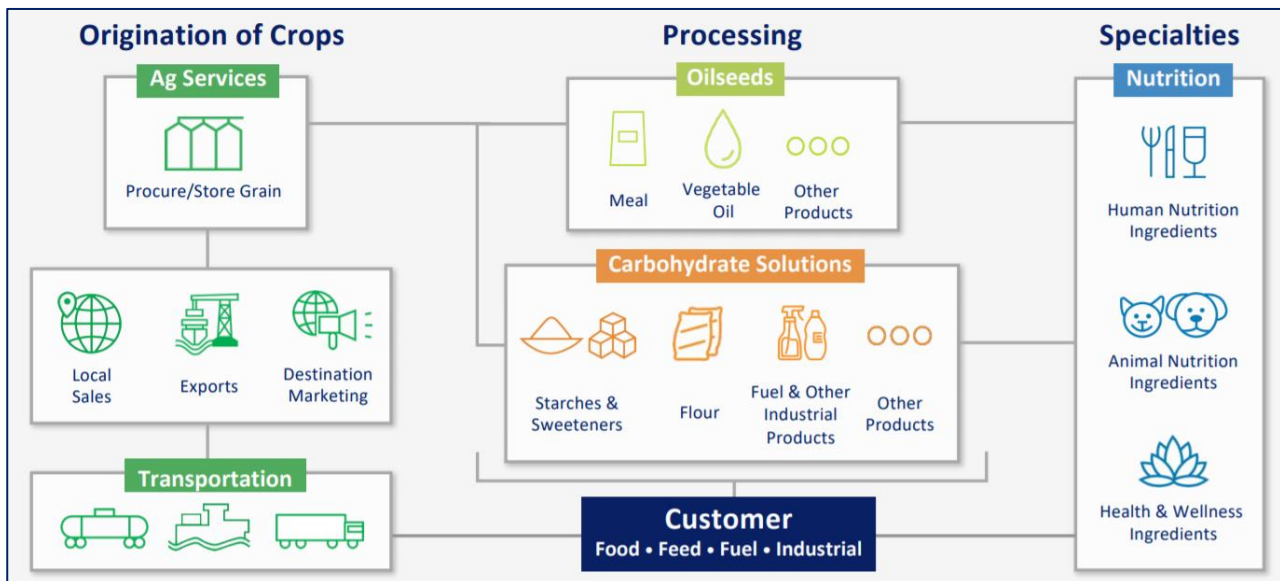 Origination of Crops
Ag Services
Procure/Store Grain
Local
Sales
Exports
Destination
Marketing
Transportation
Processing
Oilseeds
Meal
Vegetable
Oil
Other
Products
Carbohydrate Solutions
Starches &
Sweeteners
Flour
Fuel & Other
Industrial
Products
Other
Products
Customer
Food • Feed • Fuel • Industrial
Specialties
Nutrition
Human Nutrition
Ingredients
Animal Nutrition
Ingredients
Health & Wellness
Ingredients